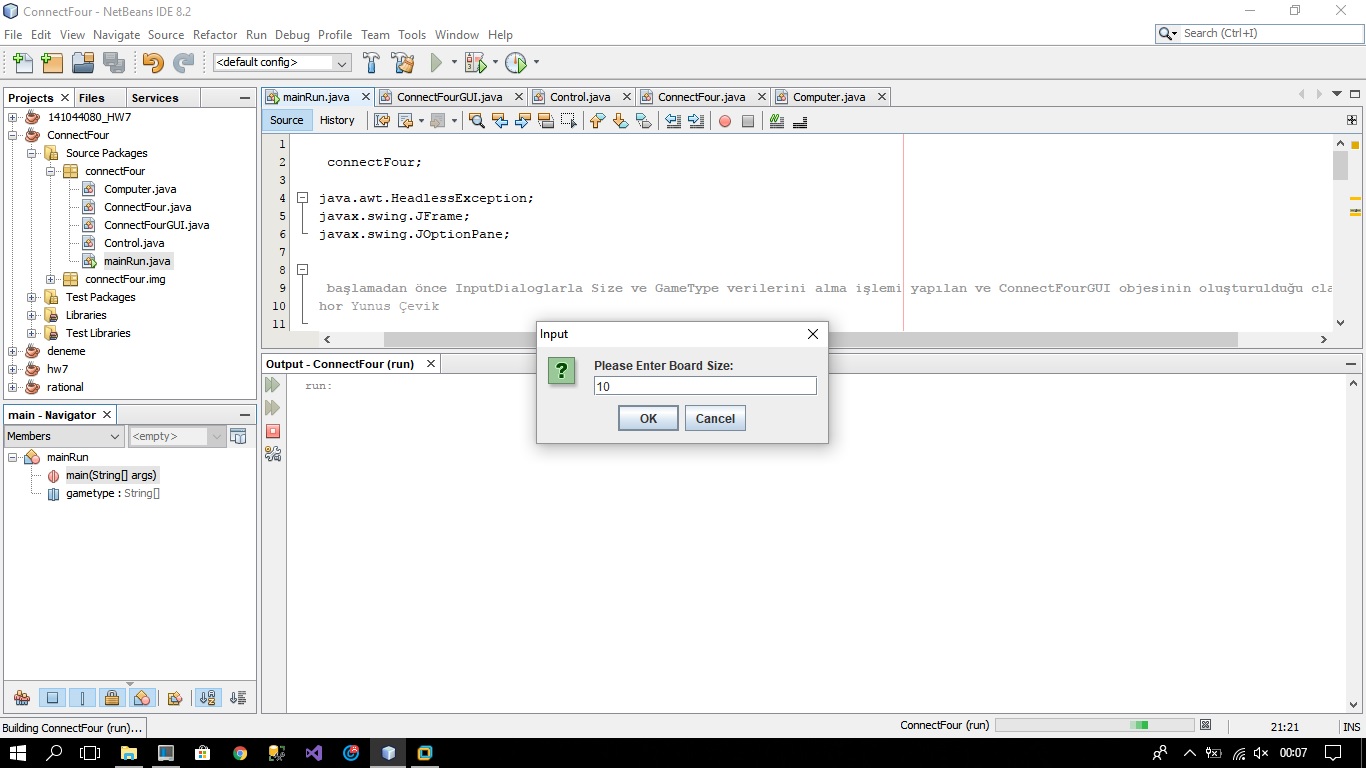 ConnectFour - NetBeans IDE 8.2
File Edit View Navigate Source Refactor Run Debug Profile Team Tools Window Help
Search (Ctrl+I)
<default config>
Projects Files Services
141044080_HW7
ConnectFour
Source Packages
connectFour
Computer.java
ConnectFour.java
ConnectFourGUI.java
Control.java
mainRun.java
connectFour.img
Test Packages
Libraries
Test Libraries
deneme
hw7
rational
main - Navigator
Members <empty>
mainRun
main(String[] args)
gametype : String[]
mainRun.java ConnectFourGUI.java Control.java ConnectFour.java Computer.java
Source History
1
2 connectFour;
3
4 java.awt.HeadlessException;
5 javax.swing.JFrame;
6 javax.swing.JOptionPane;
7
8
9 başlamadan önce InputDialoglarla Size ve GameType verilerini alma işlemi yapılan ve ConnectFourGUI objesinin oluşturulduğu cla
10 hor Yunus Çevik
11
Output - ConnectFour (run)
run:
Input
Please Enter Board Size:
10
OK Cancel
Building ConnectFour (run)...
ConnectFour (run)
21:21 INS
00:07